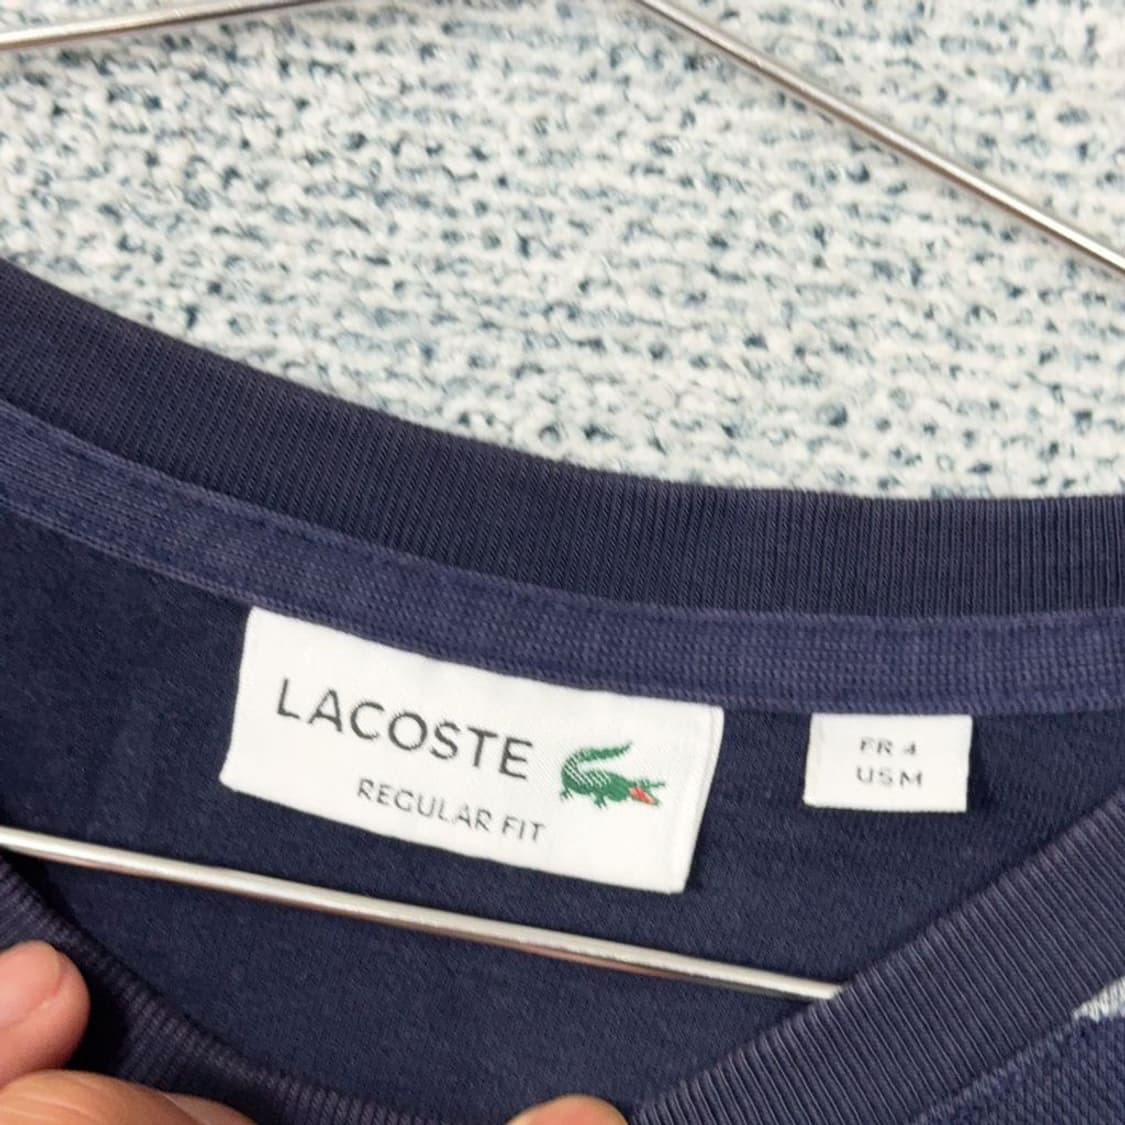 LACOSTE
REGULAR FIT
FR 4
US M